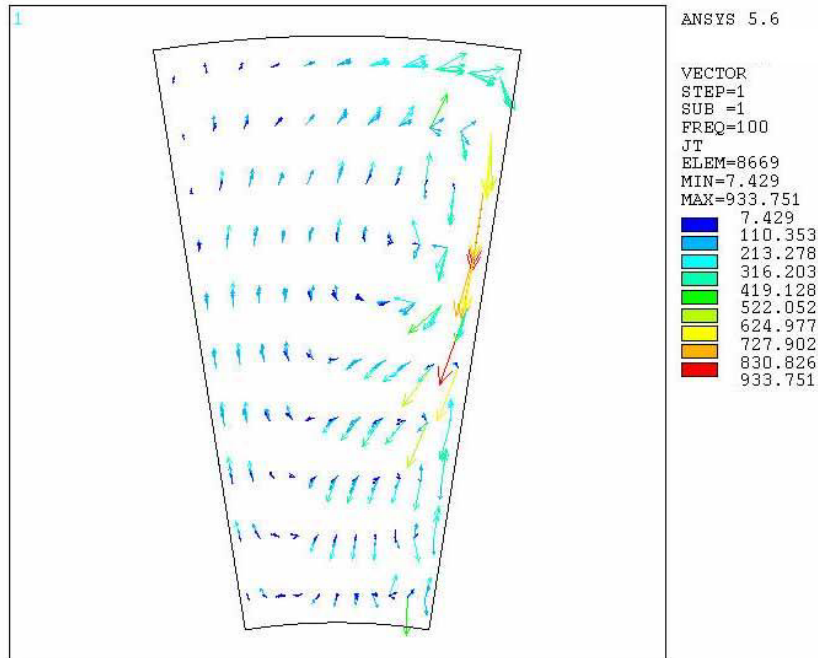 1
ANSYS 5.6
VECTOR
STEP=1
SUB =1
FREQ=100
JT
ELEM=8669
MIN=7.429
MAX=933.751
7.429
110.353
213.278
316.203
419.128
522.052
624.977
727.902
830.826
933.751